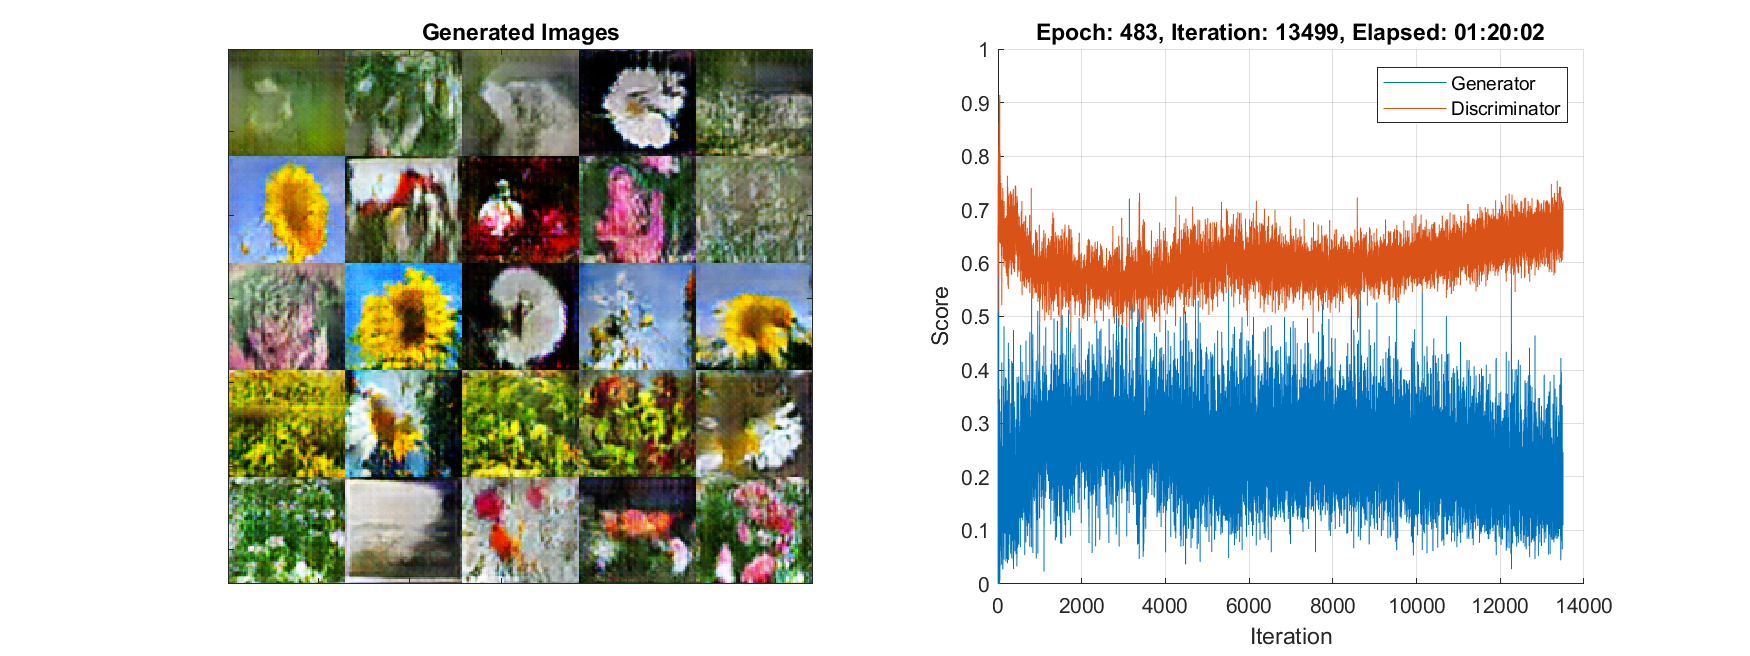 Generated Images
Epoch: 483, Iteration: 13499, Elapsed: 01:20:02
Generator
Discriminator
1
0.9
0.8
0.7
0.6
0.5
0.4
0.3
0.2
0.1
0
Score
0 2000 4000 6000 8000 10000 12000 14000
Iteration